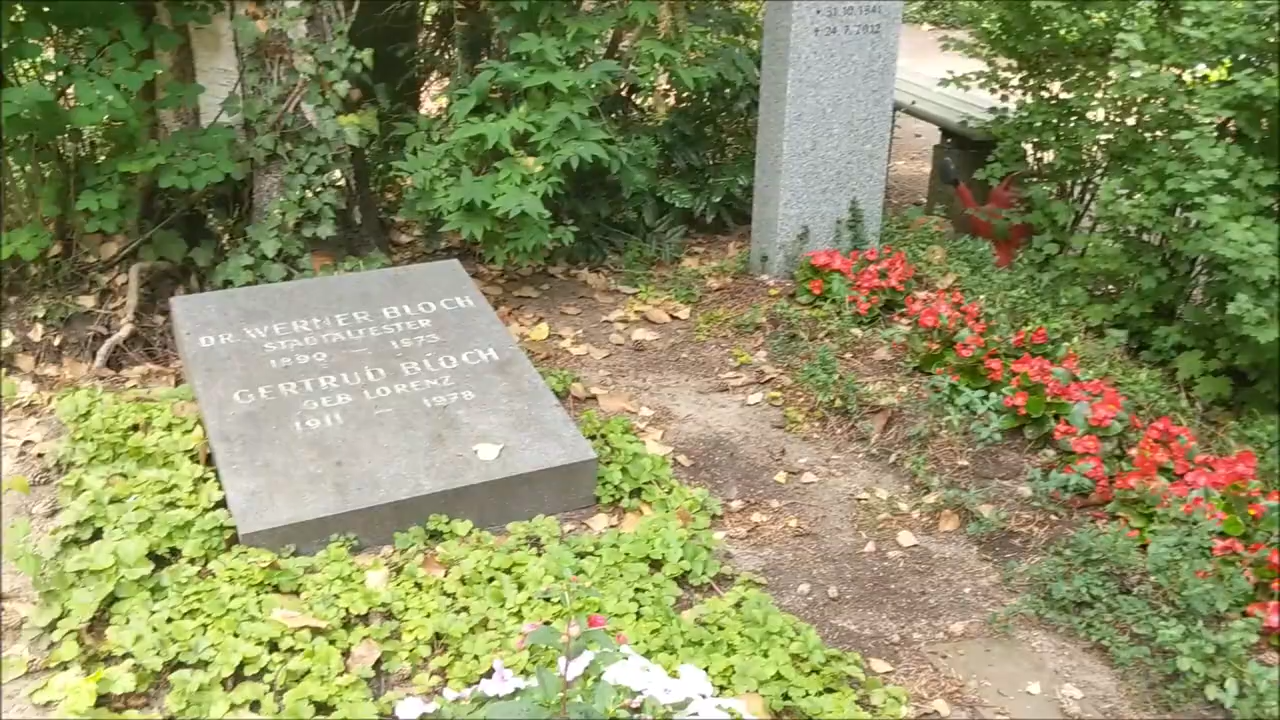 * 31.10.1941
† 24.7.2012
DR. WERNER BLOCH
STADTÄLTESTER
1890 — 1973
GERTRUD BLOCH
GEB. LORENZ
1911 — 1978